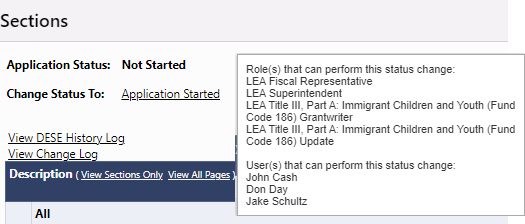 Sections
Application Status: Not Started
Change Status To: Application Started
Role(s) that can perform this status change:
LEA Fiscal Representative
LEA Superintendent
LEA Title III, Part A: Immigrant Children and Youth (Fund
Code 186) Grantwriter
LEA Title III, Part A: Immigrant Children and Youth (Fund
Code 186) Update
User(s) that can perform this status change:
John Cash
Don Day
Jake Schultz
View DESE History Log
View Change Log
Description ( View Sections Only View All Pages )
All